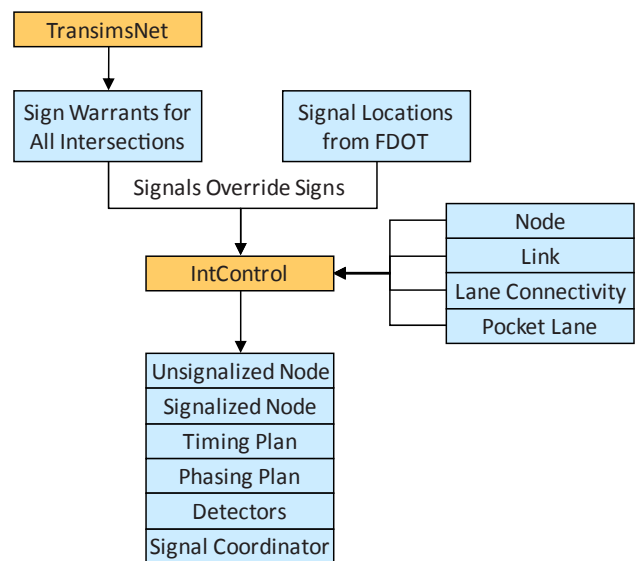 TransimsNet
Sign Warrants for
All Intersections
Signal Locations
from FDOT
Signals Override Signs
Node
Link
Lane Connectivity
Pocket Lane
IntControl
Unsignalized Node
Signalized Node
Timing Plan
Phasing Plan
Detectors
Signal Coordinator